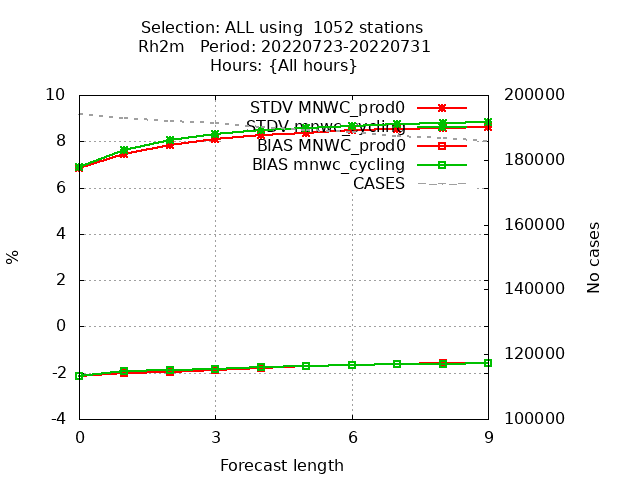 Selection: ALL using  1052 stations
Rh2m   Period: 20220723-20220731
Hours: {All hours}
10
8
6
4
2
0
-2
-4
%
STDV MNWC_prod0
STDV mnwc_cycling
BIAS MNWC_prod0
BIAS mnwc_cycling
CASES
200000
180000
160000
140000
120000
100000
No cases
0
3
6
9
Forecast length